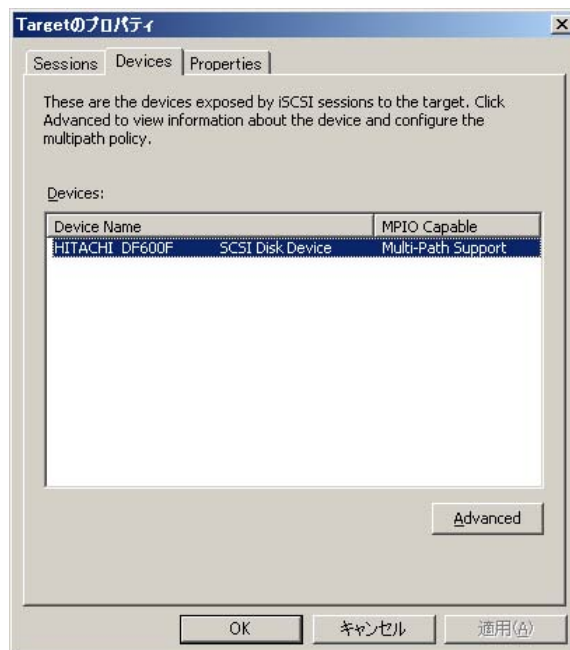 Targetのプロパティ
Sessions Devices Properties
These are the devices exposed by iSCSI sessions to the target. Click
Advanced to view information about the device and configure the
multipath policy.
Devices:
Device Name MPIO Capable
HITACHI DF600F SCSI Disk Device Multi-Path Support
Advanced
OK キャンセル 適用(A)